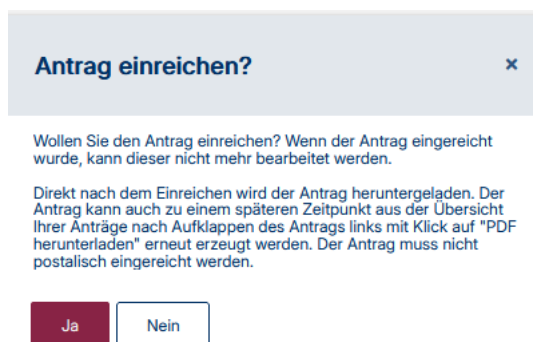 Antrag einreichen?
×
Wollen Sie den Antrag einreichen? Wenn der Antrag eingereicht
wurde, kann dieser nicht mehr bearbeitet werden.
Direkt nach dem Einreichen wird der Antrag heruntergeladen. Der
Antrag kann auch zu einem späteren Zeitpunkt aus der Übersicht
Ihrer Anträge nach Aufklappen des Antrags links mit Klick auf "PDF
herunterladen" erneut erzeugt werden. Der Antrag muss nicht
postalisch eingereicht werden.
Ja
Nein